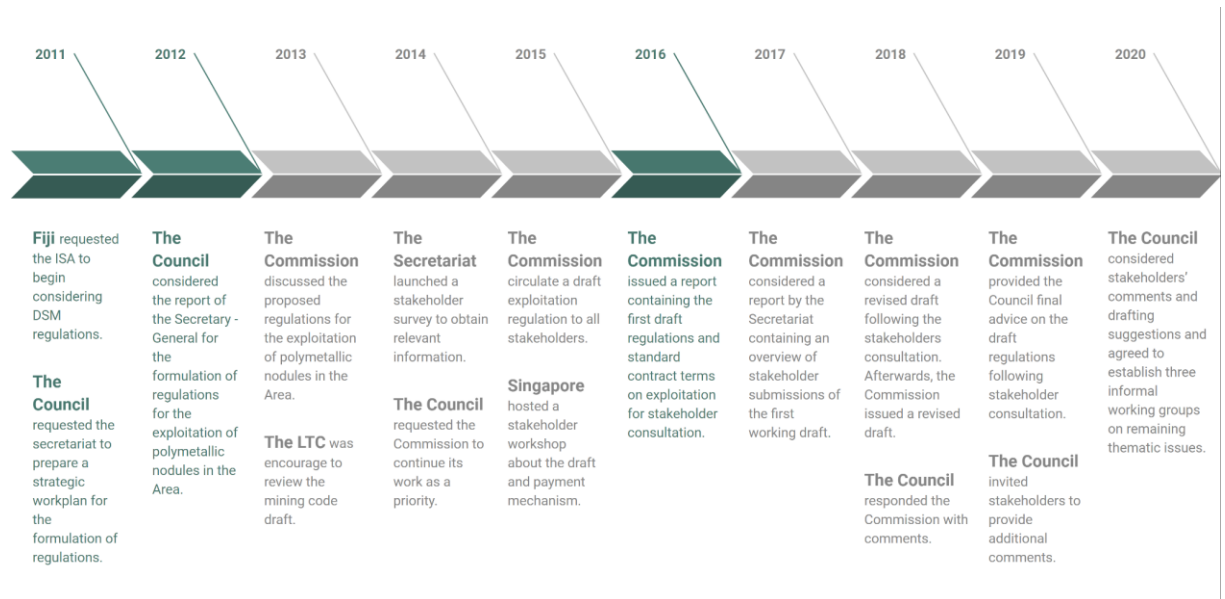 2011
2012
2013
2014
2015
2016
2017
2018
2019
2020
Fiji requested
the ISA to
begin
considering
DSM
regulations.
The
Council
requested the
secretariat to
prepare a
strategic
workplan for
the
formulation of
regulations.
The
Council
considered
the report of
the Secretary -
General for
the
formulation of
regulations
for the
exploitation of
polymetallic
nodules in the
Area.
The
Commission
discussed the
proposed
regulations for
the exploitation
of polymetallic
nodules in the
Area.
The LTC was
encourage to
review the
mining code
draft.
The
Secretariat
launched a
stakeholder
survey to obtain
relevant
information.
The Council
requested the
Commission to
continue its
work as a
priority.
The
Commission
circulate a draft
exploitation
regulation to all
stakeholders.
Singapore
hosted a
stakeholder
workshop
about the draft
and payment
mechanism.
The
Commission
issued a report
containing the
first draft
regulations and
standard
contract terms
on exploitation
for stakeholder
consultation.
The
Commission
considered a
report by the
Secretariat
containing an
overview of
stakeholder
submissions of
the first
working draft.
The
Commission
considered a
revised draft
following the
stakeholders
consultation.
Afterwards, the
Commission
issued a revised
draft.
The Council
responded the
Commission with
comments.
The
Commission
provided the
Council final
advice on the
draft
regulations
following
stakeholder
consultation.
The Council
invited
stakeholders to
provide
additional
comments.
The Council
considered
stakeholders'
comments and
drafting
suggestions and
agreed to
establish three
informal
working groups
on remaining
thematic issues.